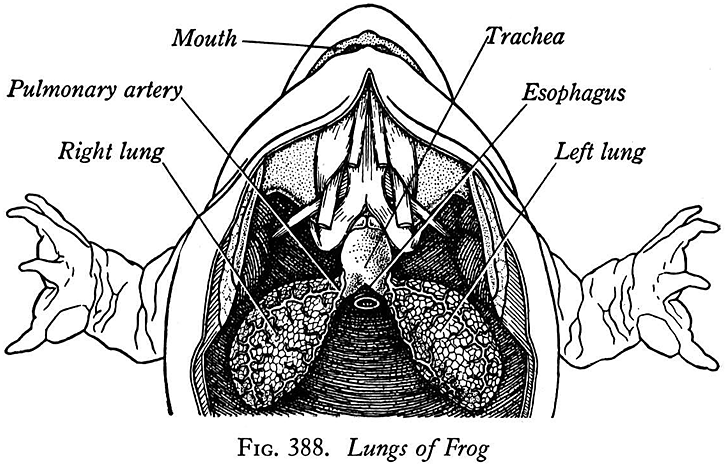 Mouth
Trachea
Pulmonary artery
Esophagus
Right lung
Left lung
FIG. 388. Lungs of Frog